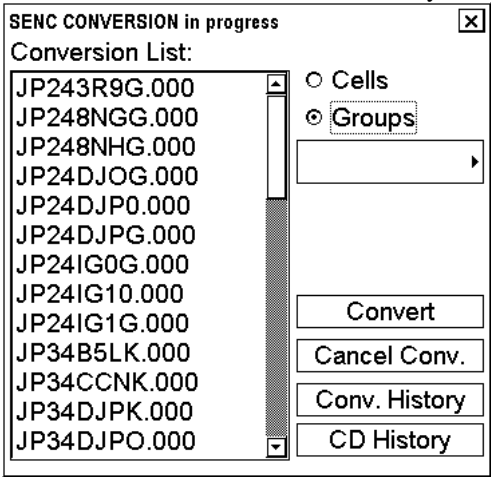 SENC CONVERSION in progress
Conversion List:
JP243R9G.000
JP248NGG.000
JP248NHG.000
JP24DJOG.000
JP24DJP0.000
JP24DJPG.000
JP24IG0G.000
JP24IG10.000
JP24IG1G.000
JP34B5LK.000
JP34CCNK.000
JP34DJPK.000
JP34DJPO.000
Cells
Groups
Convert
Cancel Conv.
Conv. History
CD History